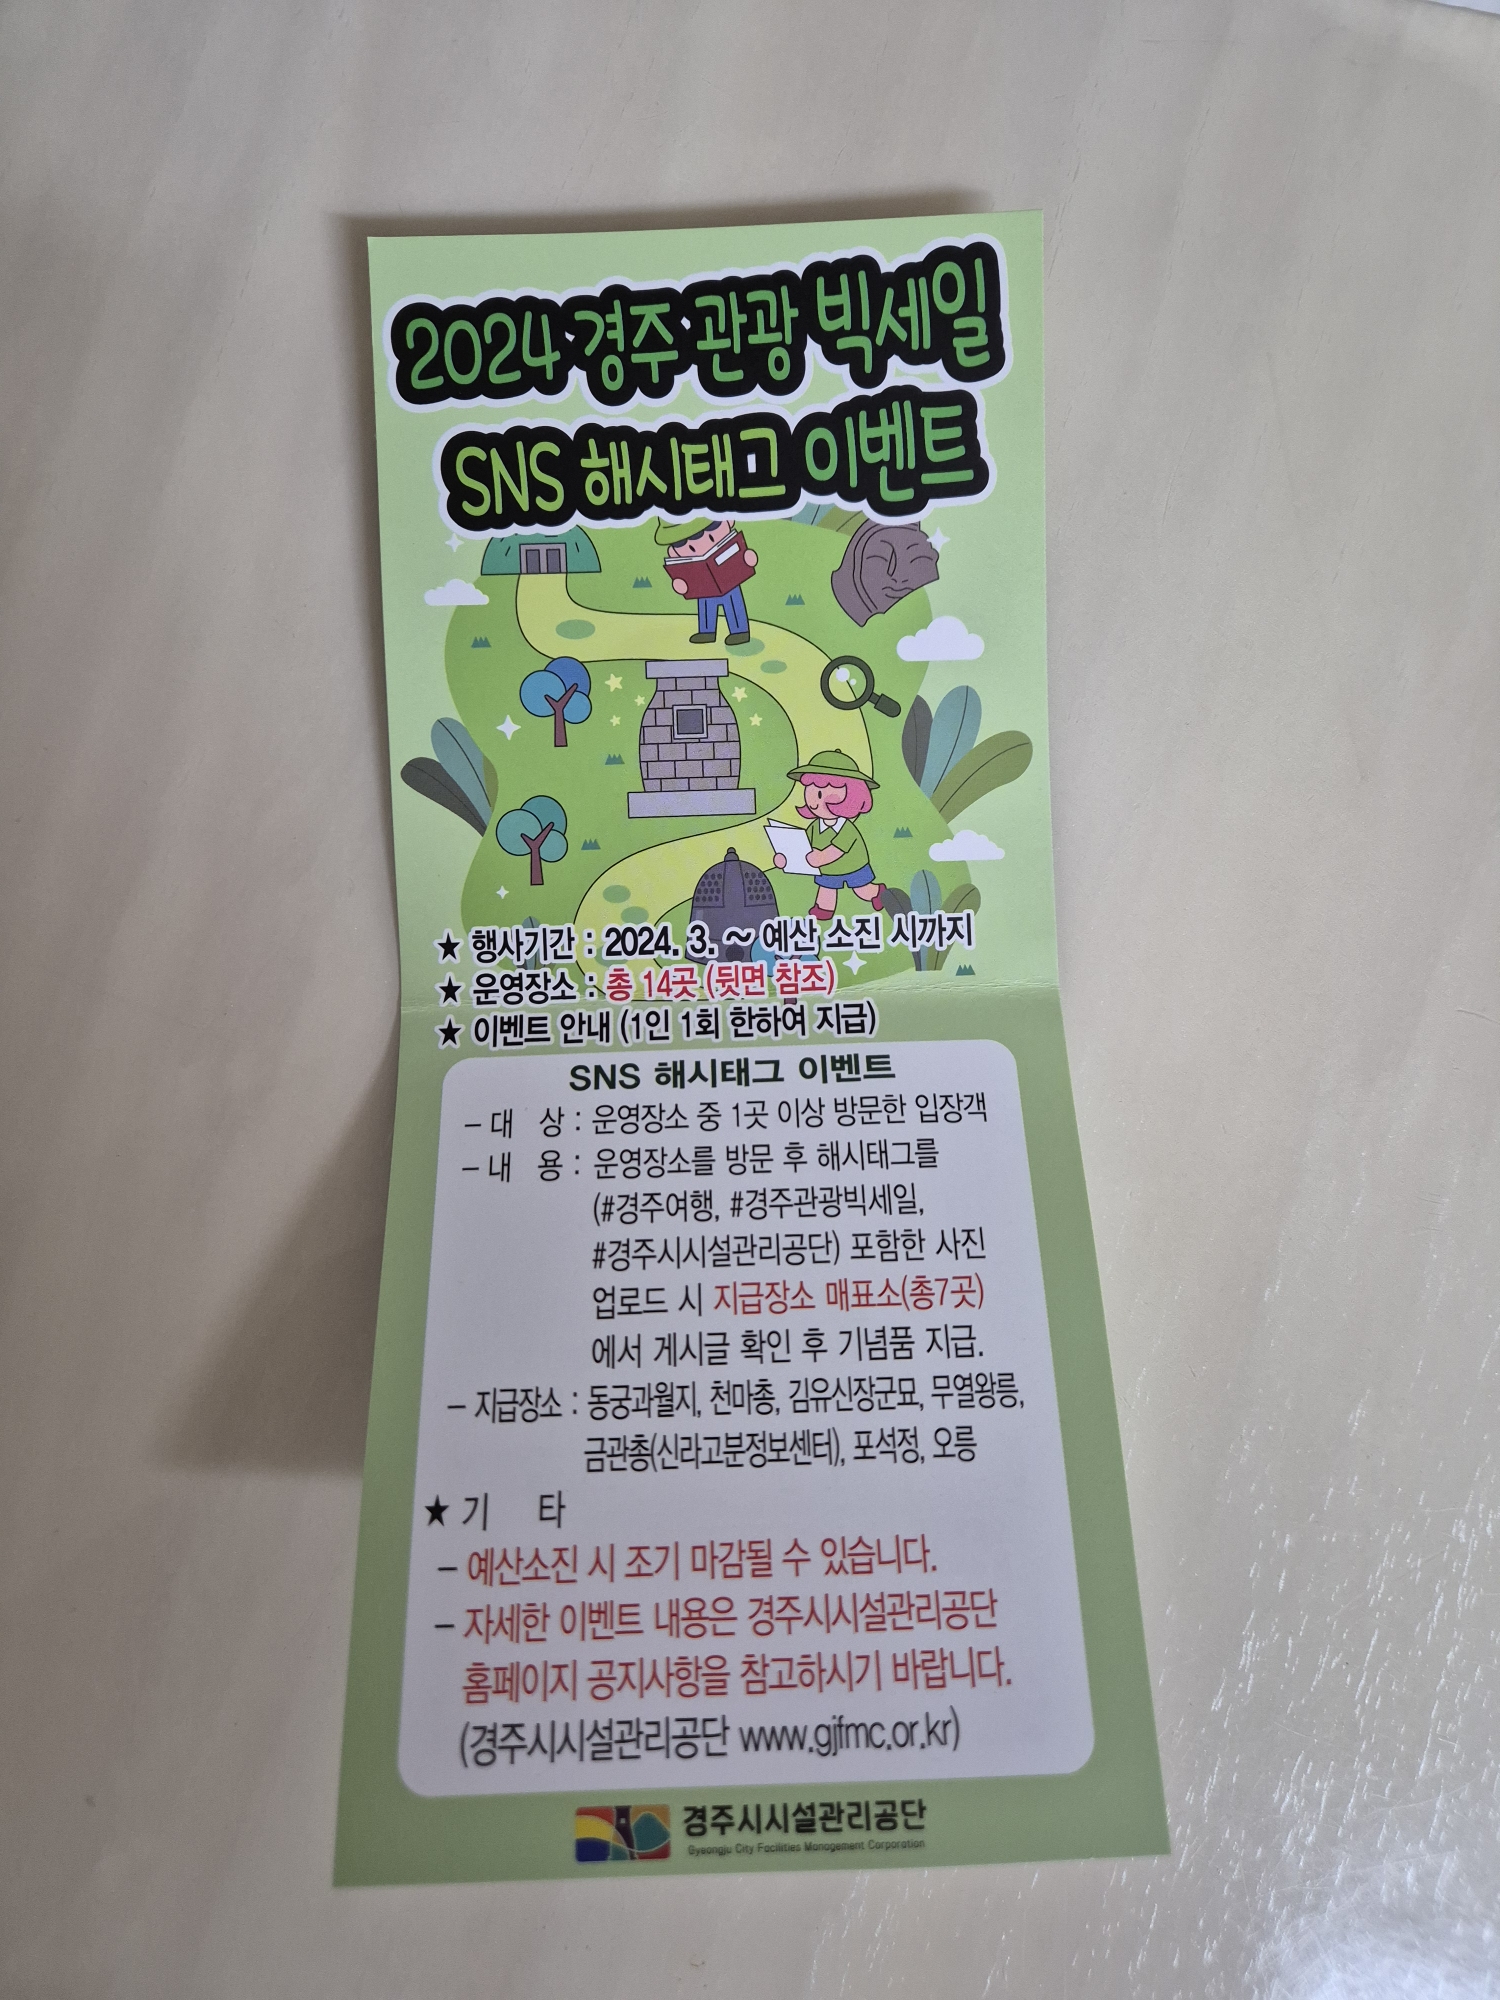 2024 경주 관광 빅세일
SNS 해시태그 이벤트
★ 행사기간 : 2024. 3. ~ 예산 소진 시까지
★ 운영장소 : 총 14곳 (뒷면 참조)
★ 이벤트 안내 (1인 1회 한하여 지급)
SNS 해시태그 이벤트
– 대 상 : 운영장소 중 1곳 이상 방문한 입장객
– 내 용 : 운영장소를 방문 후 해시태그를
(#경주여행, #경주관광빅세일,
#경주시시설관리공단) 포함한 사진
업로드 시 지급장소 매표소(총7곳)
에서 게시글 확인 후 기념품 지급.
– 지급장소 : 동궁과월지, 천마총, 김유신장군묘, 무열왕릉,
금관총(신라고분정보센터), 포석정, 오릉
★ 기 타
– 예산소진 시 조기 마감될 수 있습니다.
– 자세한 이벤트 내용은 경주시시설관리공단
홈페이지 공지사항을 참고하시기 바랍니다.
(경주시시설관리공단 www.gjfmc.or.kr)
경주시시설관리공단
Gyeongju City Facilities Management Corporation